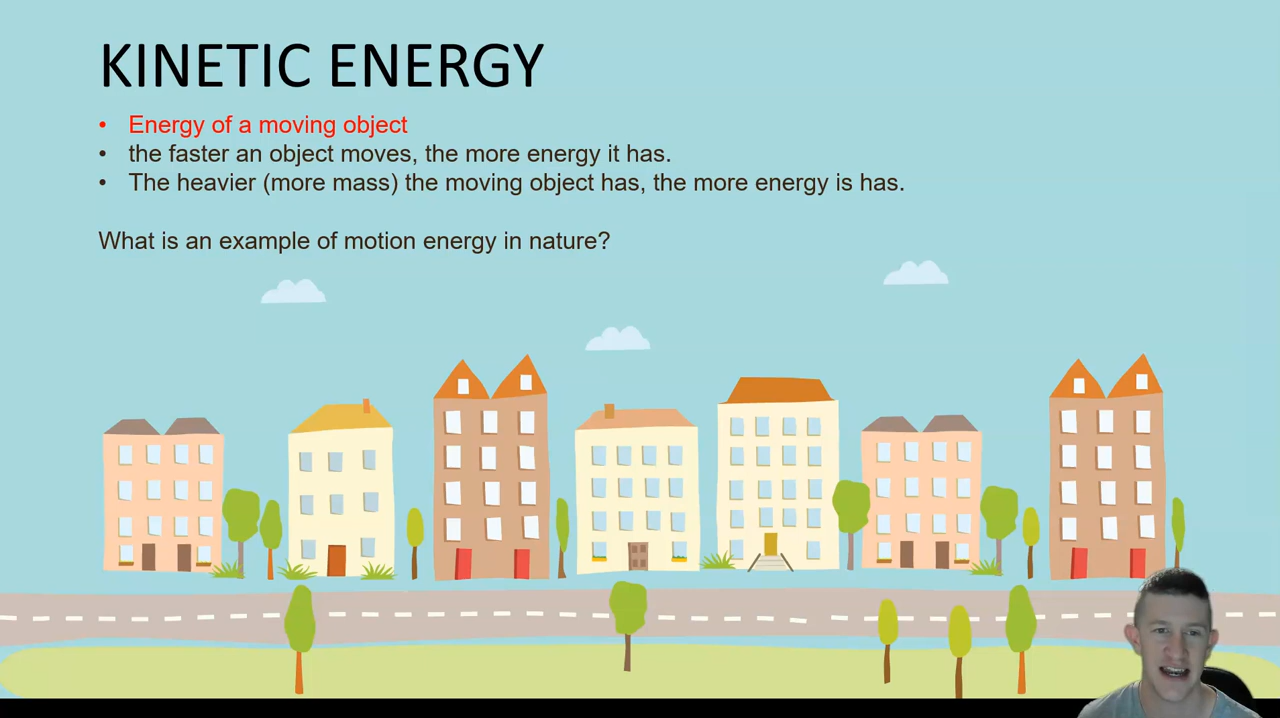 KINETIC ENERGY
• Energy of a moving object
• the faster an object moves, the more energy it has.
• The heavier (more mass) the moving object has, the more energy is has.
What is an example of motion energy in nature?